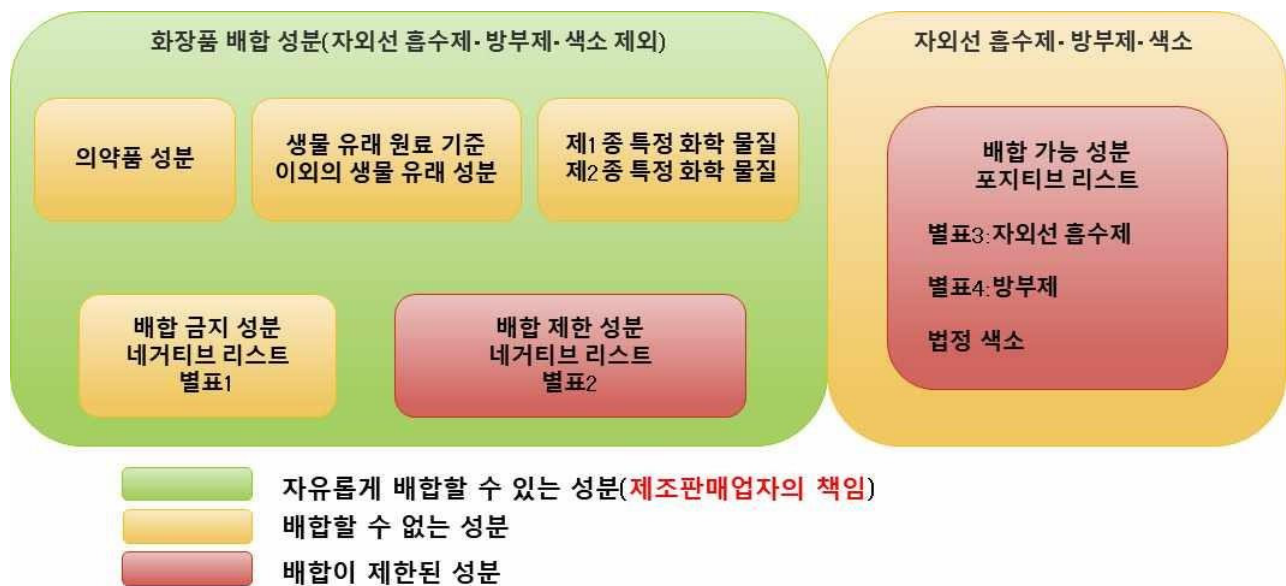 화장품 배합 성분(자외선 흡수제· 방부제· 색소 제외)
의약품 성분
생물 유래 원료 기준
이외의 생물 유래 성분
제1 종 특정 화학 물질
제2 종 특정 화학 물질
배합 금지 성분
네거티브 리스트
별표1
배합 제한 성분
네거티브 리스트
별표2
자외선 흡수제· 방부제· 색소
배합 가능 성분
포지티브 리스트
별표3:자외선 흡수제
별표4:방부제
법정 색소
자유롭게 배합할 수 있는 성분(제조판매업자의 책임)
배합할 수 없는 성분
배합이 제한된 성분